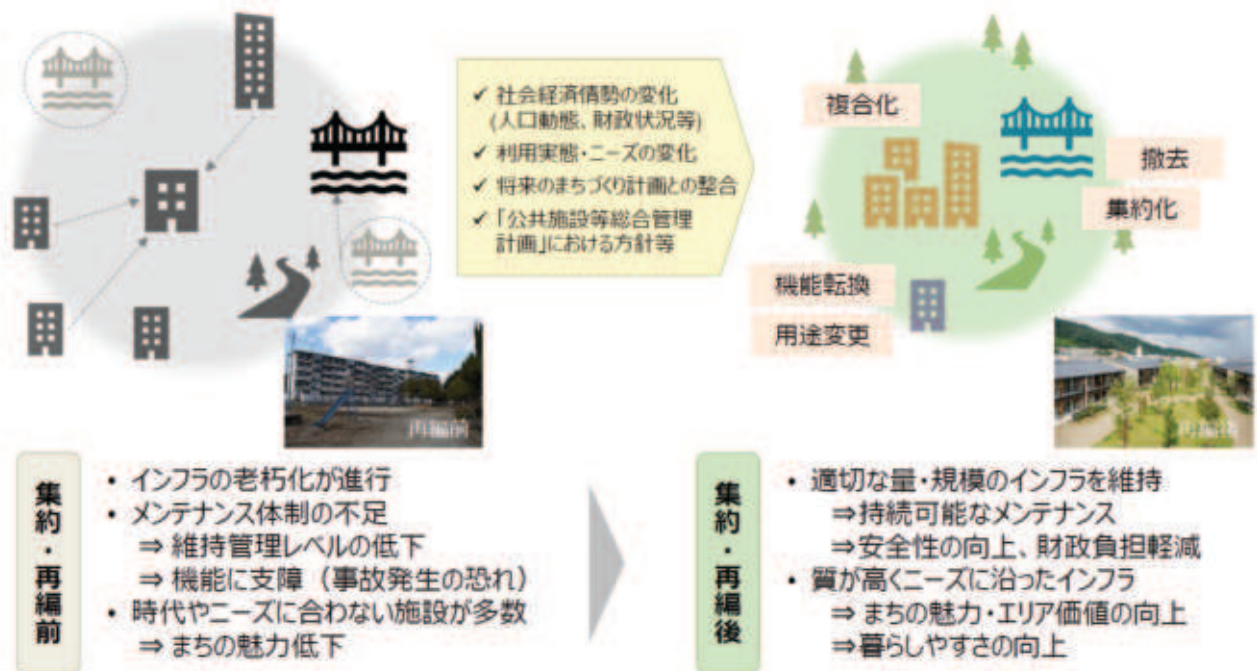 ✓ 社会経済情勢の変化
(人口動態、財政状況等)
✓ 利用実態・ニーズの変化
✓ 将来のまちづくり計画との整合
✓ 「公共施設等総合管理
計画」における方針等
複合化
撤去
集約化
機能転換
用途変更
再編前
再編後
集約・再編前
• インフラの老朽化が進行
• メンテナンス体制の不足
⇒ 維持管理レベルの低下
⇒ 機能に支障（事故発生の恐れ）
• 時代やニーズに合わない施設が多数
⇒ まちの魅力低下
集約・再編後
• 適切な量・規模のインフラを維持
⇒持続可能なメンテナンス
⇒安全性の向上、財政負担軽減
• 質が高くニーズに沿ったインフラ
⇒ まちの魅力・エリア価値の向上
⇒暮らしやすさの向上